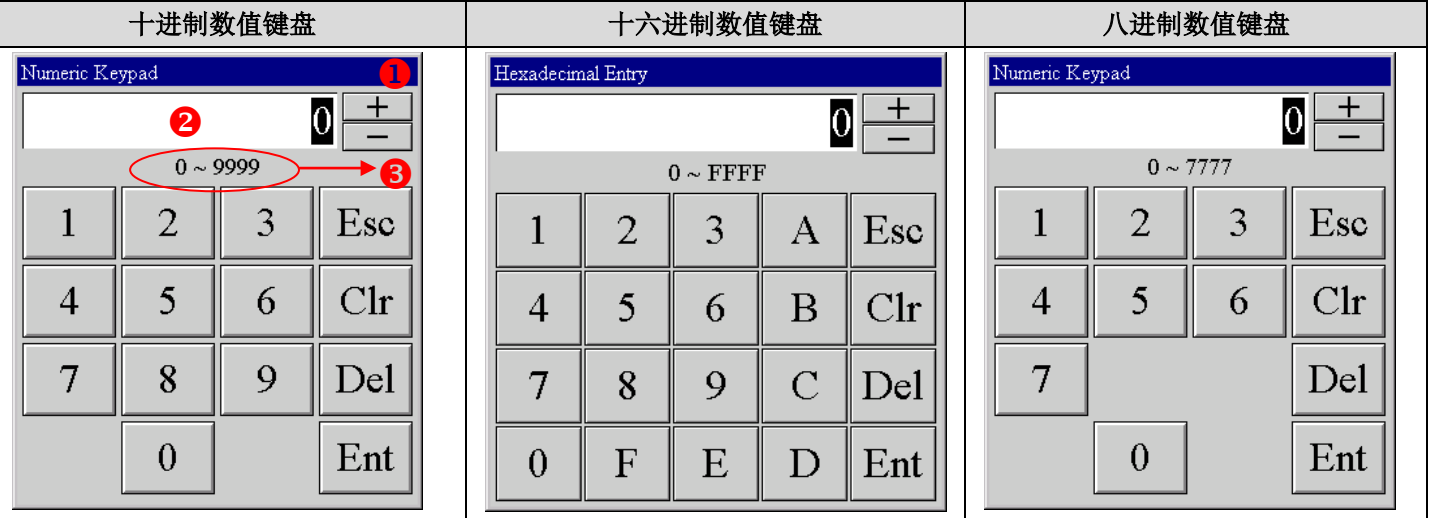 十进制数值键盘
Numeric Keypad
❶
❷
0
+
−
0 ~ 9999
❸
1 2 3 Esc
4 5 6 Clr
7 8 9 Del
0 Ent
十六进制数值键盘
Hexadecimal Entry
0
+
−
0 ~ FFFF
1 2 3 A Esc
4 5 6 B Clr
7 8 9 C Del
0 F E D Ent
八进制数值键盘
Numeric Keypad
0
+
−
0 ~ 7777
1 2 3 Esc
4 5 6 Clr
7 Del
0 Ent